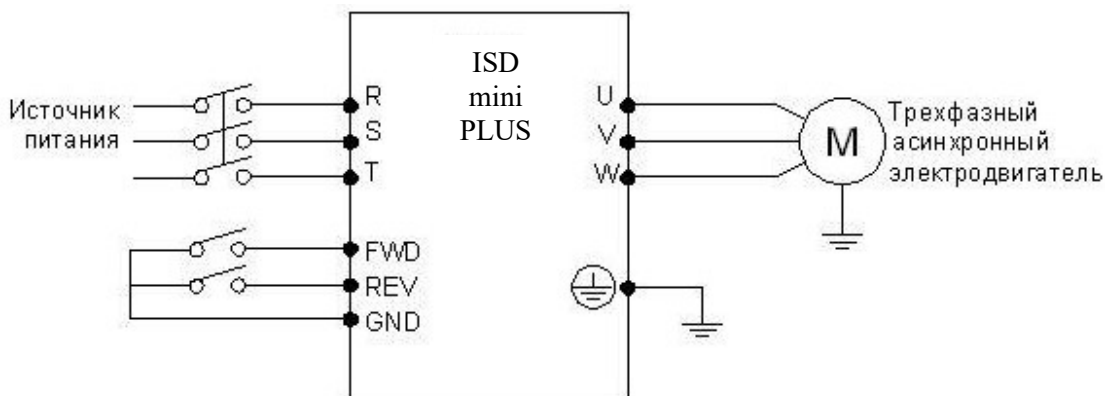 ISD
mini
PLUS
Источник
питания
R
S
T
FWD
REV
GND
U
V
W
M
Трехфазный
асинхронный
электродвигатель